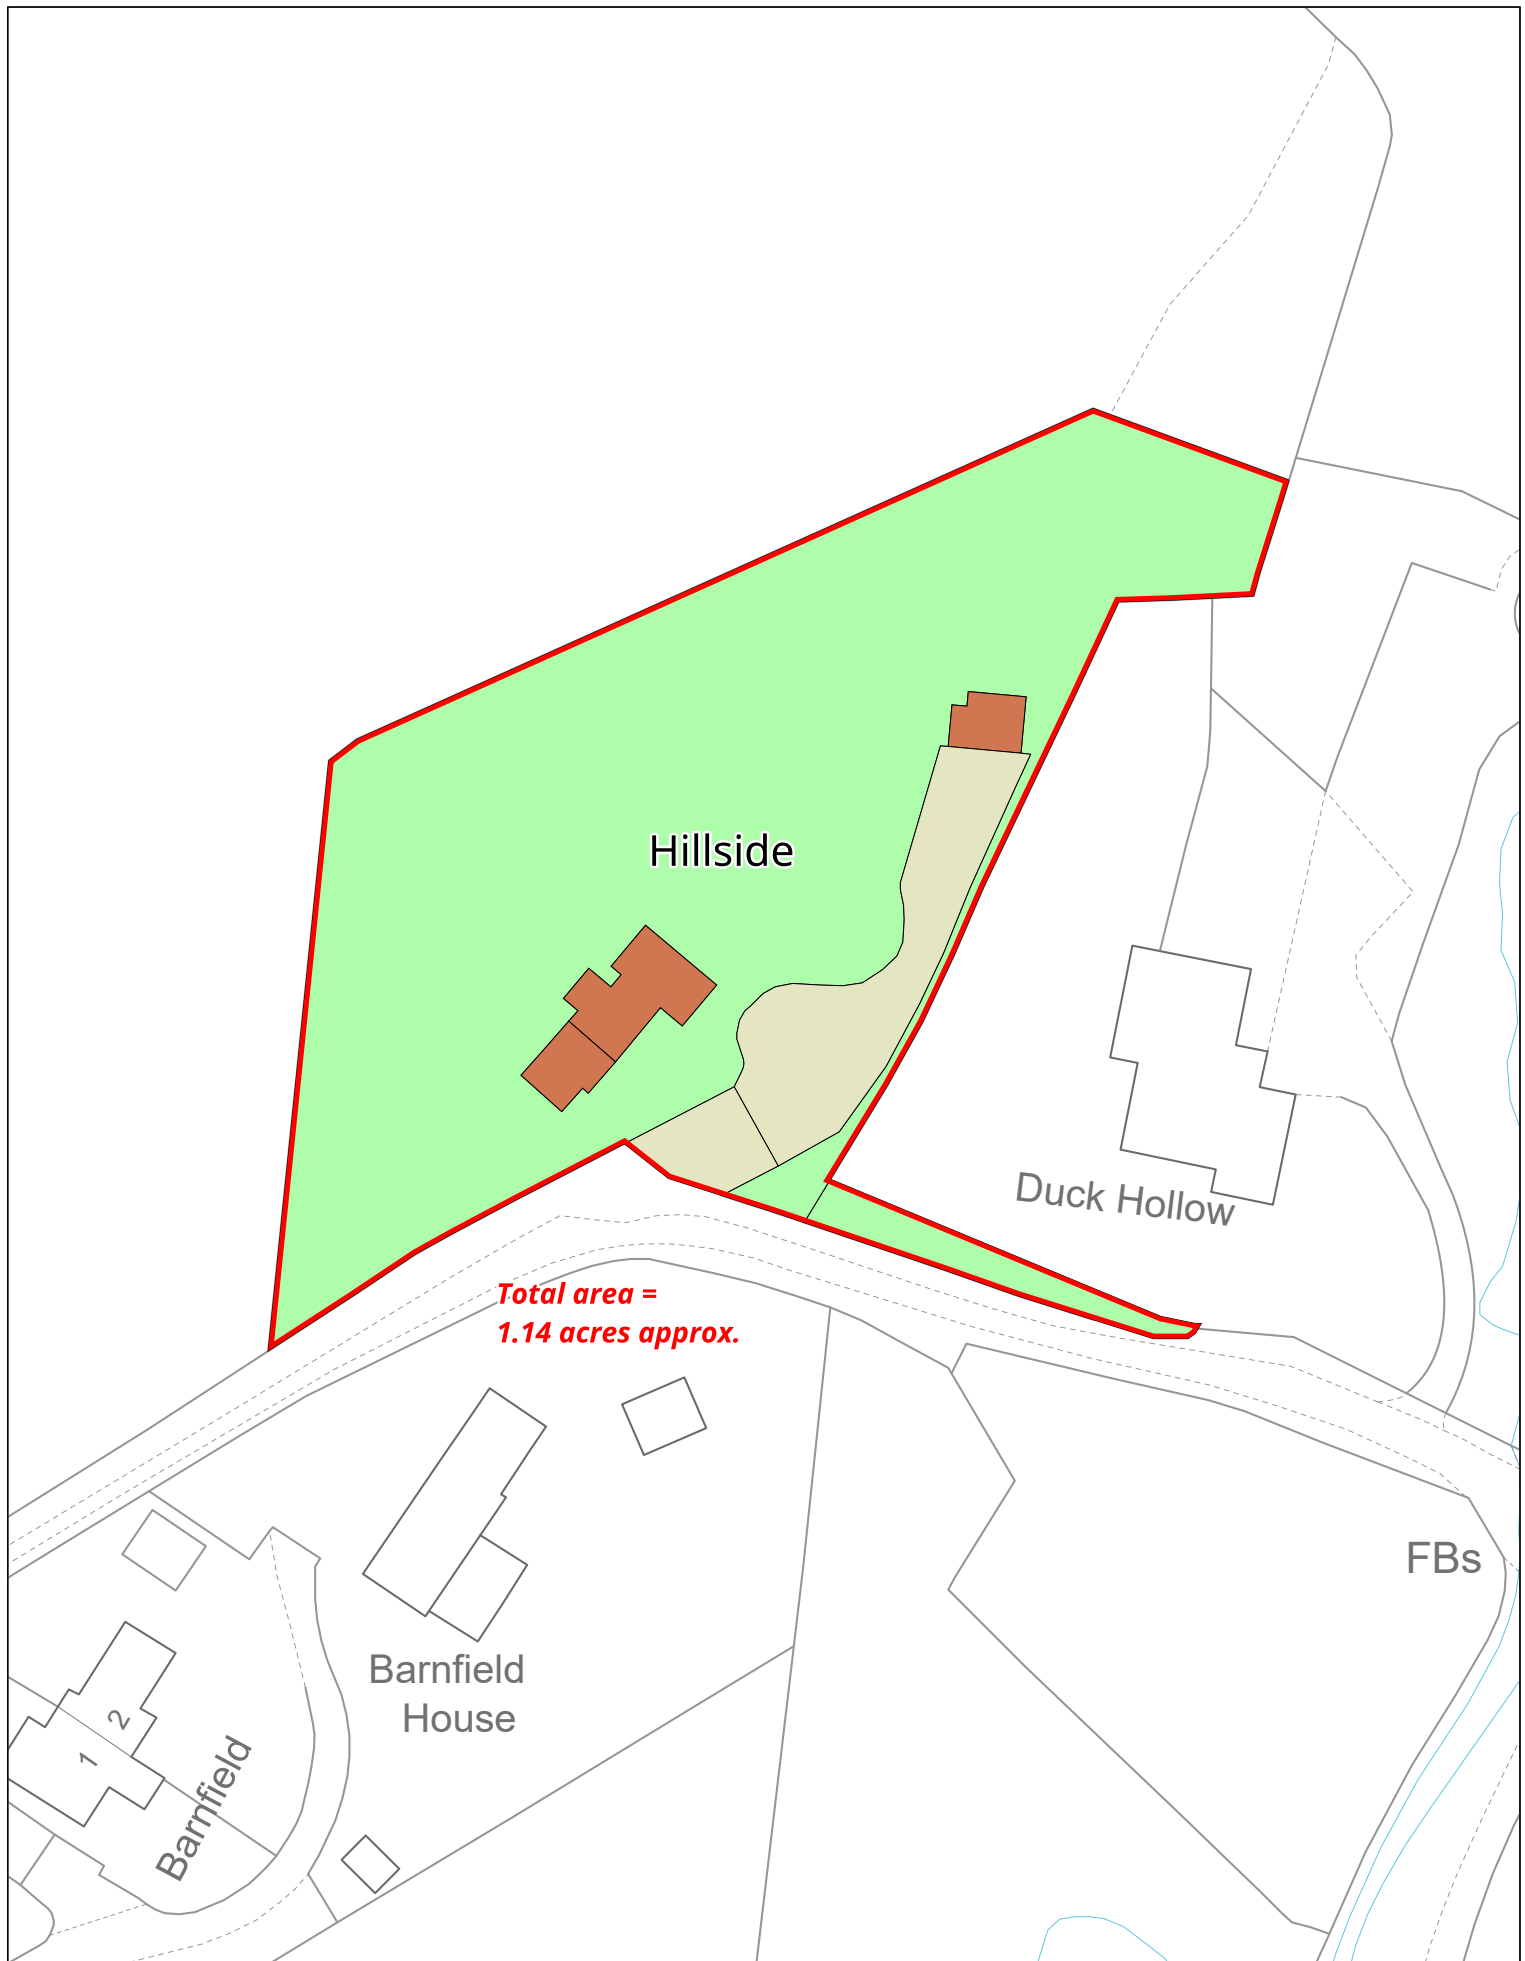 Hillside
Duck Hollow
Total area =
1.14 acres approx.
FBs
Barnfield
House
2
1
Barnfield